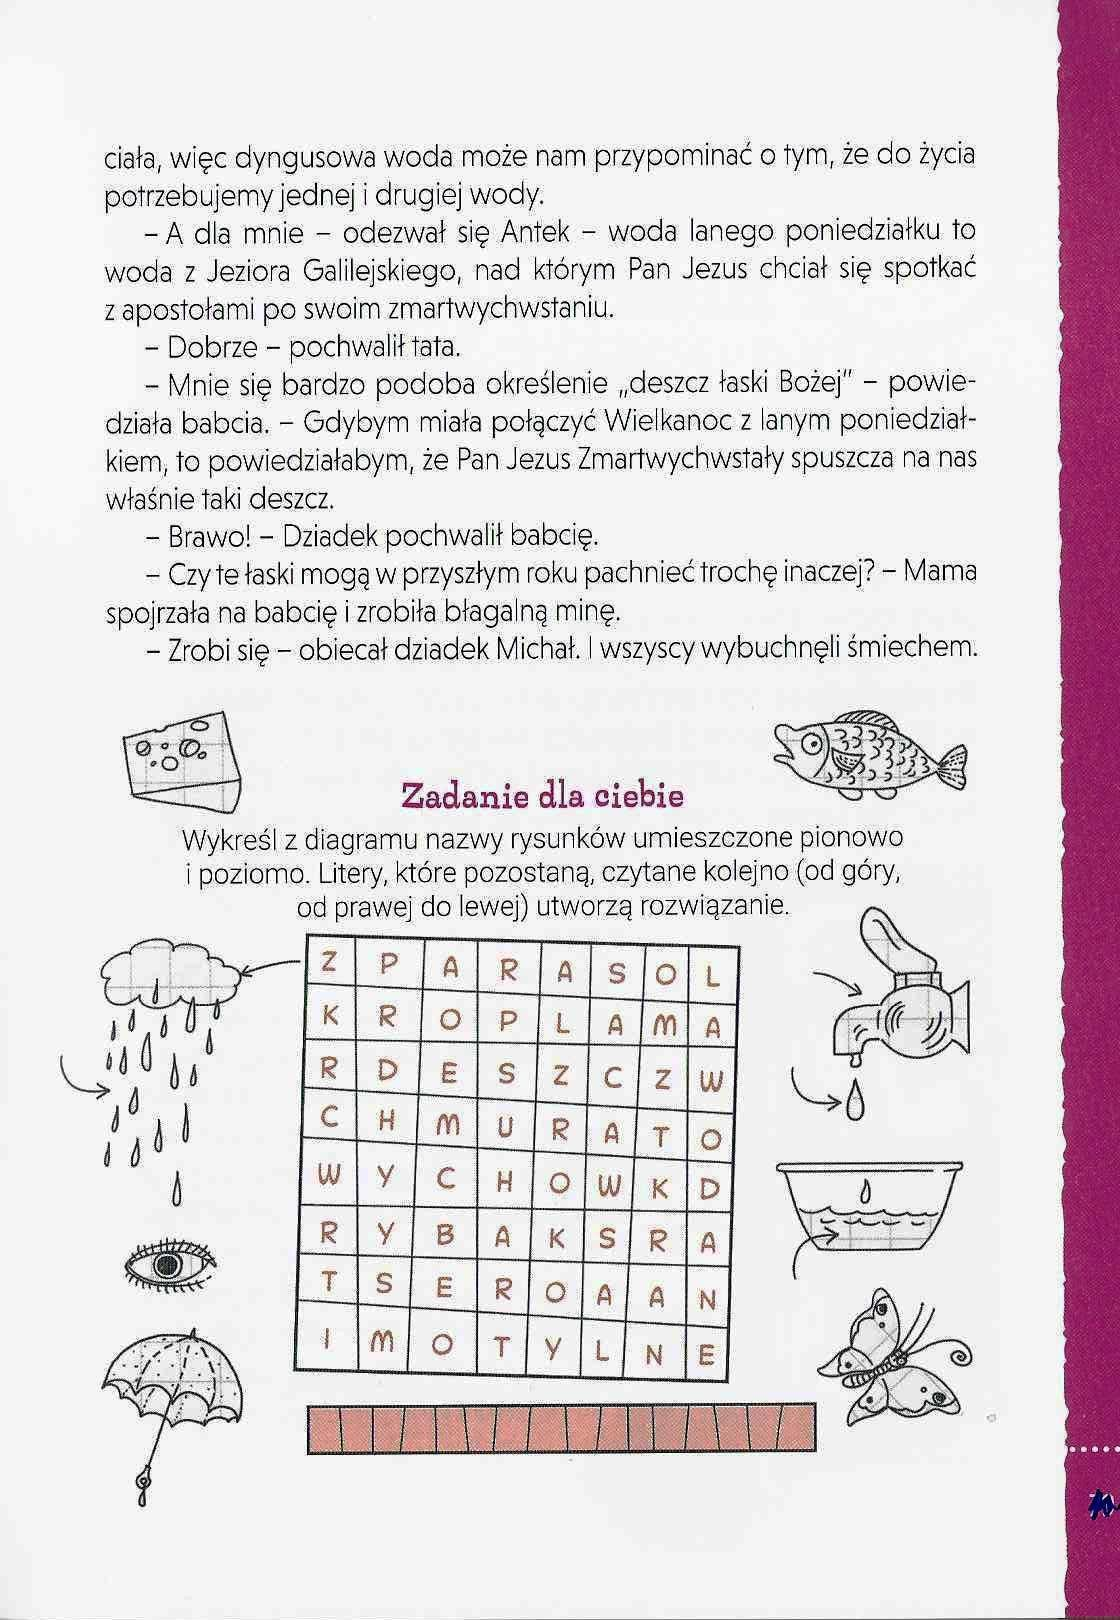 ciała, więc dyngusowa woda może nam przypominać o tym, że do życia
potrzebujemy jednej i drugiej wody.
– A dla mnie – odezwał się Antek – woda lanego poniedziałku to
woda z Jeziora Galilejskiego, nad którym Pan Jezus chciał się spotkać
z apostołami po swoim zmartwychwstaniu.
– Dobrze – pochwalił tata.
– Mnie się bardzo podoba określenie „deszcz łaski Bożej” – powie-
działa babcia. – Gdybym miała połączyć Wielkanoc z lanym poniedział-
kiem, to powiedziałabym, że Pan Jezus Zmartwychwstały spuszcza na nas
właśnie taki deszcz.
– Brawo! – Dziadek pochwalił babcię.
– Czy te łaski mogą w przyszłym roku pachnieć trochę inaczej? – Mama
spojrzała na babcię i zrobiła błagalną minę.
– Zrobi się – obiecał dziadek Michał. I wszyscy wybuchnęli śmiechem.
Zadanie dla ciebie
Wykreśl z diagramu nazwy rysunków umieszczone pionowo
i poziomo. Litery, które pozostaną, czytane kolejno (od góry,
od prawej do lewej) utworzą rozwiązanie.
Z P A R A S O L
K R O P L A M A
R D E S Z C Z W
C H M U R A T O
W Y C H O W K D
R Y B A K S R A
T S E R O A A N
I M O T Y L N E